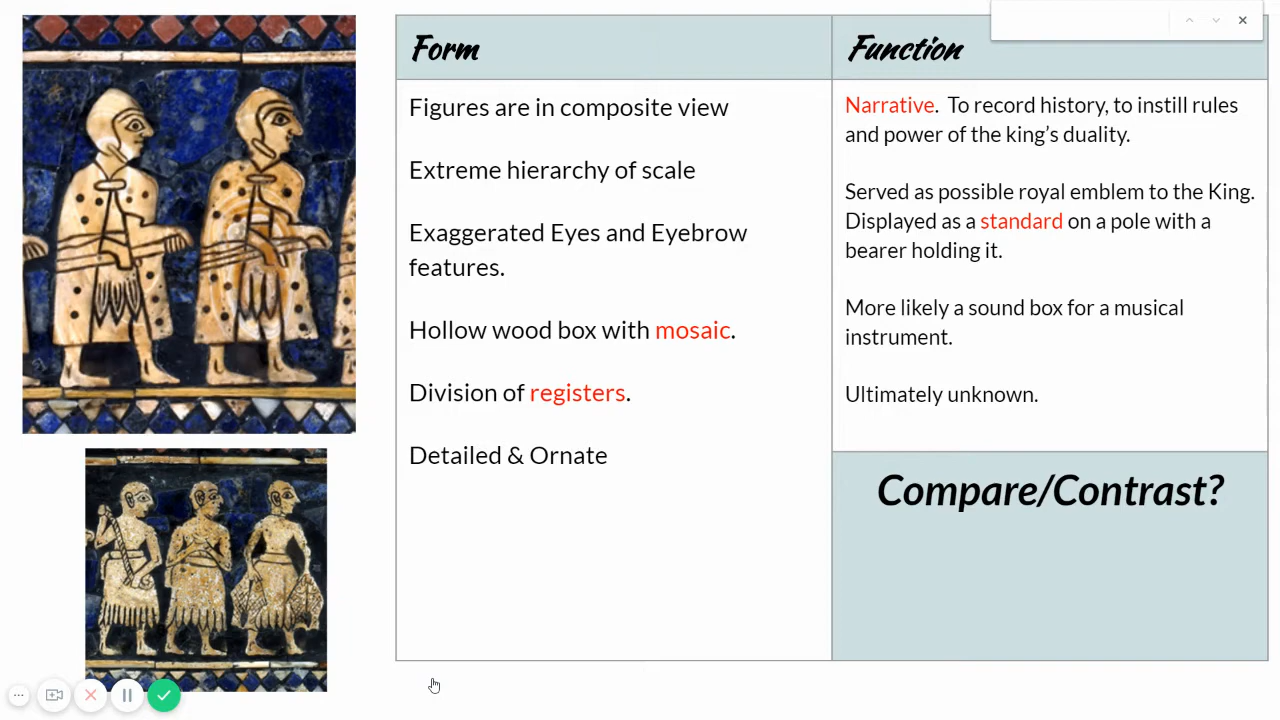 Form
Figures are in composite view
Extreme hierarchy of scale
Exaggerated Eyes and Eyebrow
features.
Hollow wood box with mosaic.
Division of registers.
Detailed & Ornate
Function
Narrative. To record history, to instill rules
and power of the king’s duality.
Served as possible royal emblem to the King.
Displayed as a standard on a pole with a
bearer holding it.
More likely a sound box for a musical
instrument.
Ultimately unknown.
Compare/Contrast?